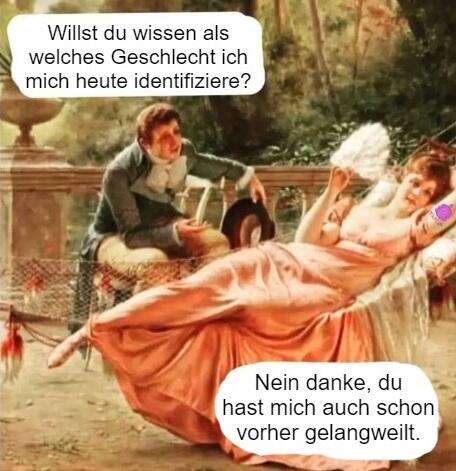 Willst du wissen als
welches Geschlecht ich
mich heute identifiziere?
Nein danke, du
hast mich auch schon
vorher gelangweilt.